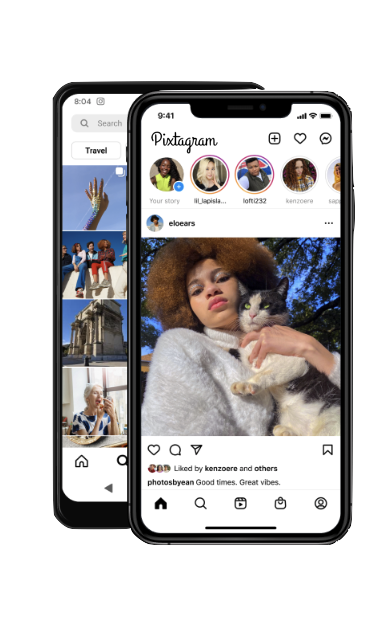 8:04
Search
Travel
9:41
Pixtagram
Your story
lil_lapisla...
lofti232
kenzoere
sap
eloears
Liked by kenzoere and others
photosbyean Good times. Great vibes.